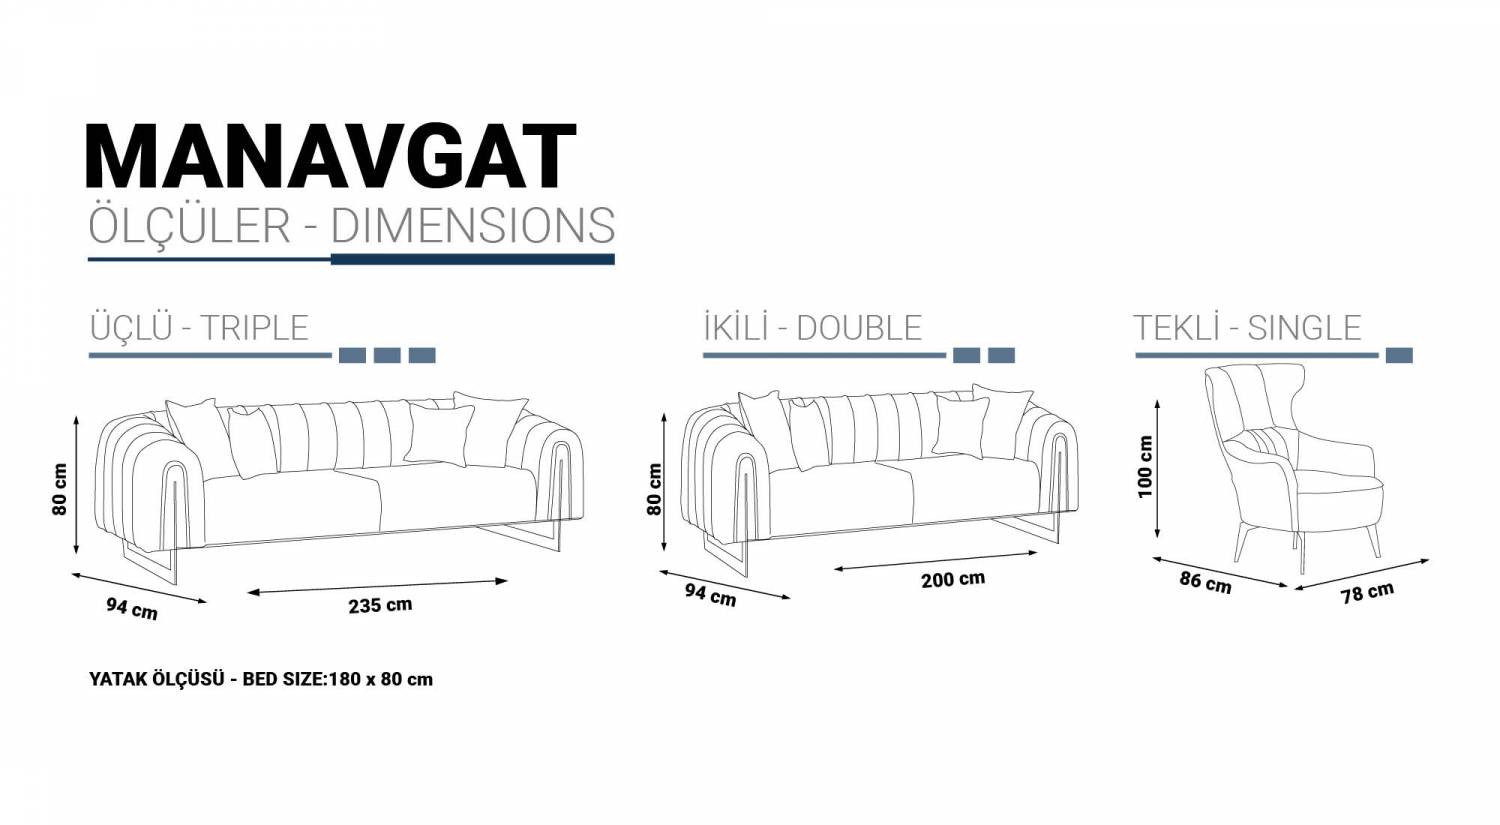 MANAVGAT
ÖLÇÜLER - DIMENSIONS
ÜÇLÜ - TRIPLE
80 cm
94 cm
235 cm
İKİLİ - DOUBLE
80 cm
94 cm
200 cm
TEKLİ - SINGLE
100 cm
86 cm
78 cm
YATAK ÖLÇÜSÜ - BED SIZE:180 x 80 cm